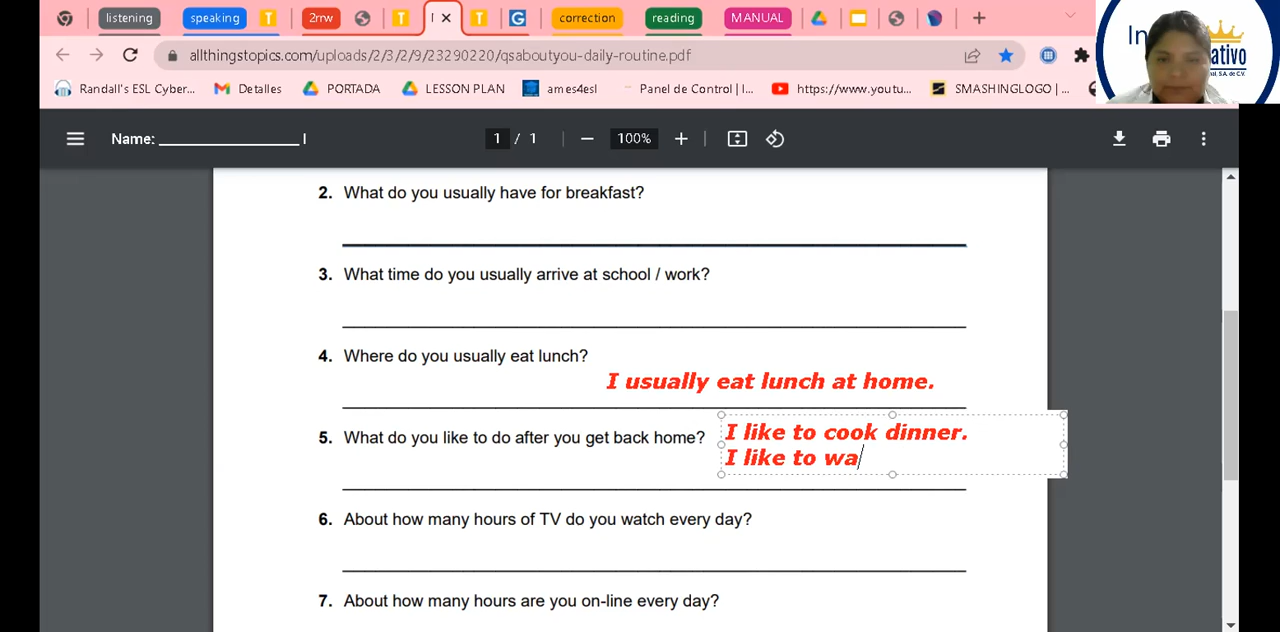 listening speaking T 2rrw T I T G correction reading MANUAL
allthingstopics.com/uploads/2/3/2/9/23290220/qsaboutyou-daily-routine.pdf
Randall's ESL Cyber... Detalles PORTADA LESSON PLAN ames4esl Panel de Control | I... https://www.youtu... SMASHINGLOGO | ...
Name: _______________ I 1 / 1 100%
2. What do you usually have for breakfast?
3. What time do you usually arrive at school / work?
4. Where do you usually eat lunch?
I usually eat lunch at home.
5. What do you like to do after you get back home? I like to cook dinner.
I like to wa
6. About how many hours of TV do you watch every day?
7. About how many hours are you on-line every day?